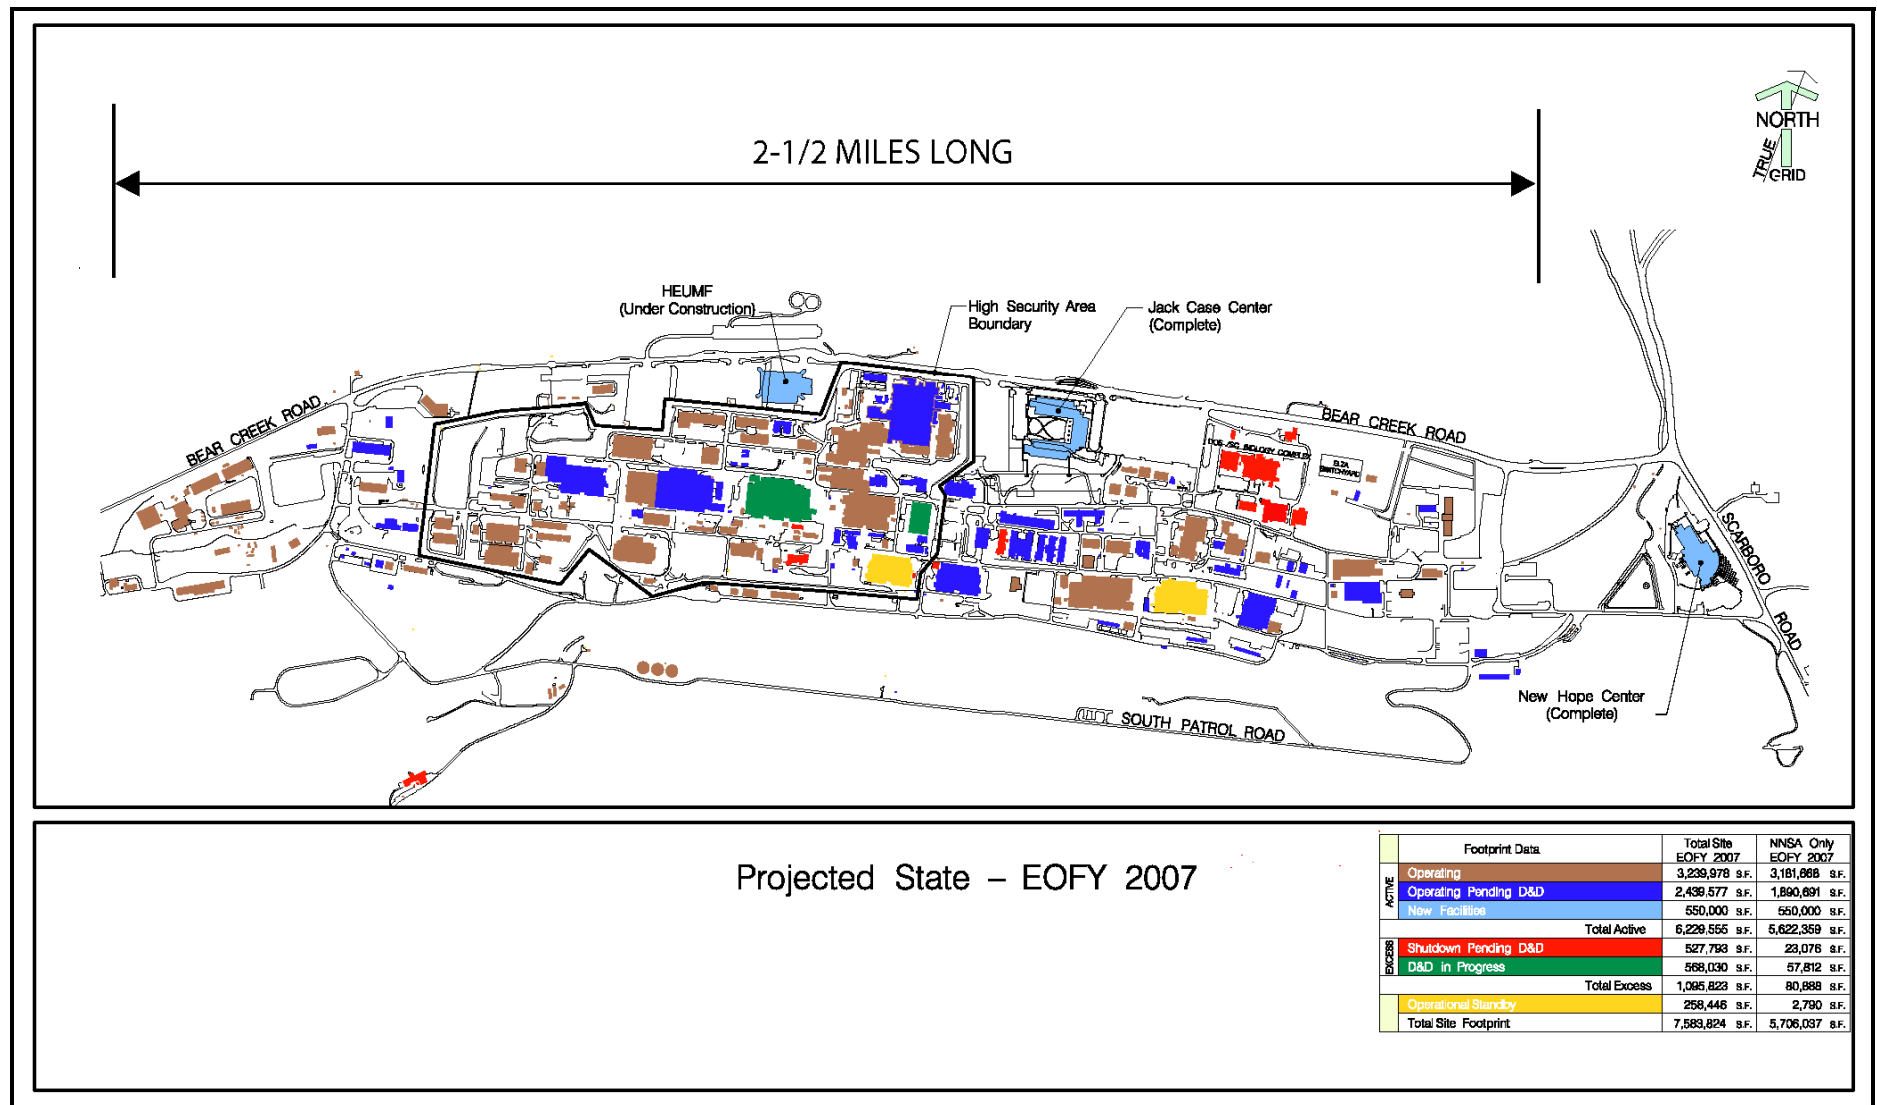 2-1/2 MILES LONG
NORTH
TRUE
GRID
HEUMF
(Under Construction)
High Security Area
Boundary
Jack Case Center
(Complete)
BEAR CREEK ROAD
BEAR CREEK ROAD
ELZA
SWITCHYARD
SCARBORO
ROAD
New Hope Center
(Complete)
SOUTH PATROL ROAD
Projected State – EOFY 2007
Footprint Data
Total Site
EOFY 2007
NNSA Only
EOFY 2007
ACTIVE
Operating 3,239,978 S.F. 3,181,668 S.F.
Operating Pending D&D 2,439,577 S.F. 1,890,691 S.F.
New Facilities 550,000 S.F. 550,000 S.F.
Total Active 6,229,555 S.F. 5,622,359 S.F.
EXCESS
Shutdown Pending D&D 527,793 S.F. 23,076 S.F.
D&D in Progress 568,030 S.F. 57,812 S.F.
Total Excess 1,095,823 S.F. 80,888 S.F.
Operational Standby 258,446 S.F. 2,790 S.F.
Total Site Footprint 7,583,824 S.F. 5,706,037 S.F.